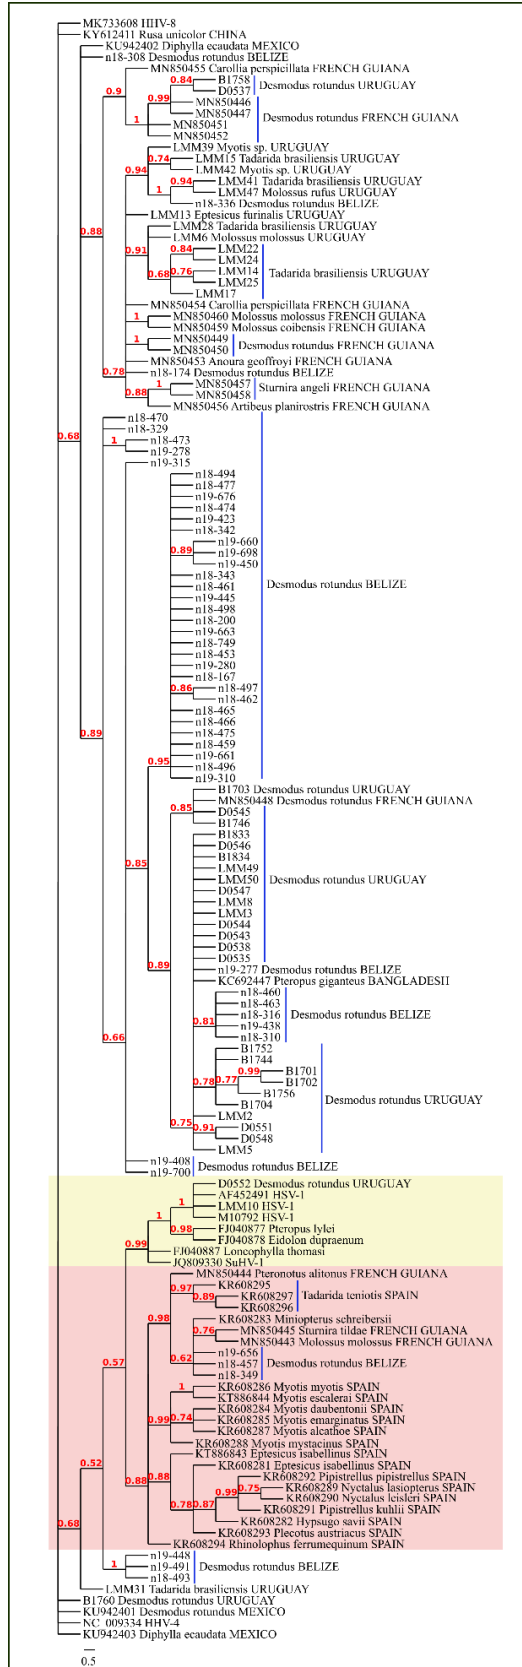 MK733608 HHV-8
KY612411 Rusa unicolor CHINA
KU942402 Diphylla ecaudata MEXICO
n18-308 Desmodus rotundus BELIZE
MN850455 Carollia perspicillata FRENCH GUIANA
0.9
0.84
B1758
D0537
Desmodus rotundus URUGUAY
0.99
MN850446
MN850447
1
MN850451
MN850452
Desmodus rotundus FRENCH GUIANA
LMM39 Myotis sp. URUGUAY
0.74
LMM15 Tadarida brasiliensis URUGUAY
0.94
LMM42 Myotis sp. URUGUAY
0.94
LMM41 Tadarida brasiliensis URUGUAY
1
LMM47 Molossus rufus URUGUAY
n18-336 Desmodus rotundus BELIZE
LMM13 Eptesicus furinalis URUGUAY
LMM28 Tadarida brasiliensis URUGUAY
0.88
LMM6 Molossus molossus URUGUAY
0.91
0.84
LMM22
LMM24
0.68
0.76
LMM14
LMM25
LMM17
Tadarida brasiliensis URUGUAY
MN850454 Carollia perspicillata FRENCH GUIANA
1
MN850460 Molossus molossus FRENCH GUIANA
MN850459 Molossus coibensis FRENCH GUIANA
1
MN850449
MN850450
Desmodus rotundus FRENCH GUIANA
MN850453 Anoura geoffroyi FRENCH GUIANA
0.78
n18-174 Desmodus rotundus BELIZE
1
MN850457
MN850458
Sturnira angeli FRENCH GUIANA
0.88
MN850456 Artibeus planirostris FRENCH GUIANA
n18-470
n18-329
0.68
1
n18-473
n19-278
n19-315
n18-494
n18-477
n19-676
n18-474
n19-423
n18-342
0.89
n19-660
n19-698
n19-450
n18-343
n18-461
n19-445
n18-498
n18-200
n19-663
n18-749
n18-453
n19-280
n18-167
0.86
n18-497
n18-462
n18-465
n18-466
n18-475
n18-459
n19-661
n18-496
n19-310
Desmodus rotundus BELIZE
0.89
0.95
B1703 Desmodus rotundus URUGUAY
0.85
MN850448 Desmodus rotundus FRENCH GUIANA
D0545
B1746
B1833
D0546
B1834
LMM49
LMM50
D0547
LMM8
LMM3
D0544
D0543
D0538
D0535
Desmodus rotundus URUGUAY
0.85
0.89
n19-277 Desmodus rotundus BELIZE
KC692447 Pteropus giganteus BANGLADESH
n18-460
n18-463
0.81
n18-316
n19-438
n18-310
Desmodus rotundus BELIZE
0.66
B1752
B1744
0.99
B1701
0.78
0.77
B1702
B1756
B1704
LMM2
0.75
0.91
D0551
D0548
LMM5
Desmodus rotundus URUGUAY
n19-408
n19-700
Desmodus rotundus BELIZE
D0552 Desmodus rotundus URUGUAY
AF452491 HSV-1
1
LMM10 HSV-1
M10792 HSV-1
0.98
FJ040877 Pteropus lylei
FJ040878 Eidolon dupraenum
0.99
FJ040887 Loncophylla thomasi
JQ809330 SuHV-1
MN850444 Pteronotus alitonus FRENCH GUIANA
0.97
KR608295
0.89
KR608297
KR608296
Tadarida teniotis SPAIN
0.98
KR608283 Miniopterus schreibersii
0.76
MN850445 Sturnira tildae FRENCH GUIANA
MN850443 Molossus molossus FRENCH GUIANA
n19-656
0.62
n18-457
n18-349
Desmodus rotundus BELIZE
0.57
1
KR608286 Myotis myotis SPAIN
KT886844 Myotis escalerai SPAIN
KR608284 Myotis daubentonii SPAIN
0.99
0.74
KR608285 Myotis emarginatus SPAIN
KR608287 Myotis alcathoe SPAIN
KR608288 Myotis mystacinus SPAIN
KT886843 Eptesicus isabellinus SPAIN
KR608281 Eptesicus isabellinus SPAIN
0.88
0.88
KR608292 Pipistrellus pipistrellus SPAIN
0.75
KR608289 Nyctalus lasiopterus SPAIN
0.99
KR608290 Nyctalus leisleri SPAIN
0.78
0.87
KR608291 Pipistrellus kuhlii SPAIN
KR608282 Hypsugo savii SPAIN
KR608293 Plecotus austriacus SPAIN
KR608294 Rhinolophus ferrumequinum SPAIN
0.52
n19-448
1
n19-491
n18-493
Desmodus rotundus BELIZE
0.68
LMM31 Tadarida brasiliensis URUGUAY
B1760 Desmodus rotundus URUGUAY
KU942401 Desmodus rotundus MEXICO
NC_009334 HHV-4
KU942403 Diphylla ecaudata MEXICO
0.5